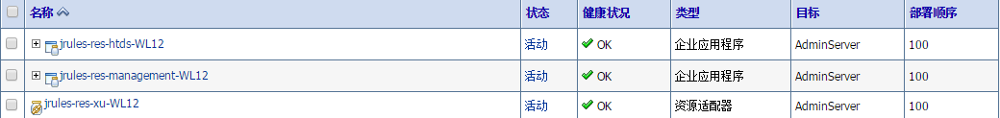 名称 状态 健康状况 类型 目标 部署顺序
jrules-res-htds-WL12 活动 OK 企业应用程序 AdminServer 100
jrules-res-management-WL12 活动 OK 企业应用程序 AdminServer 100
jrules-res-xu-WL12 活动 OK 资源适配器 AdminServer 100